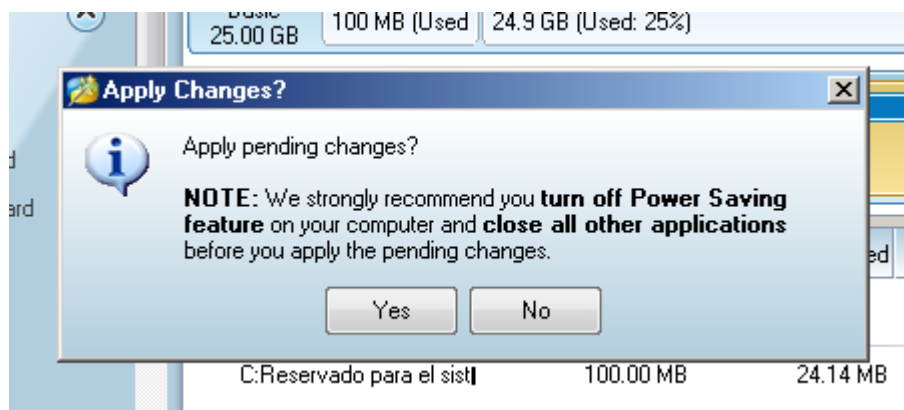 25.00 GB
100 MB (Used
24.9 GB (Used: 25%)
Apply Changes?
Apply pending changes?
NOTE: We strongly recommend you turn off Power Saving
feature on your computer and close all other applications
before you apply the pending changes.
Yes
No
C:Reservado para el sist
100.00 MB
24.14 MB